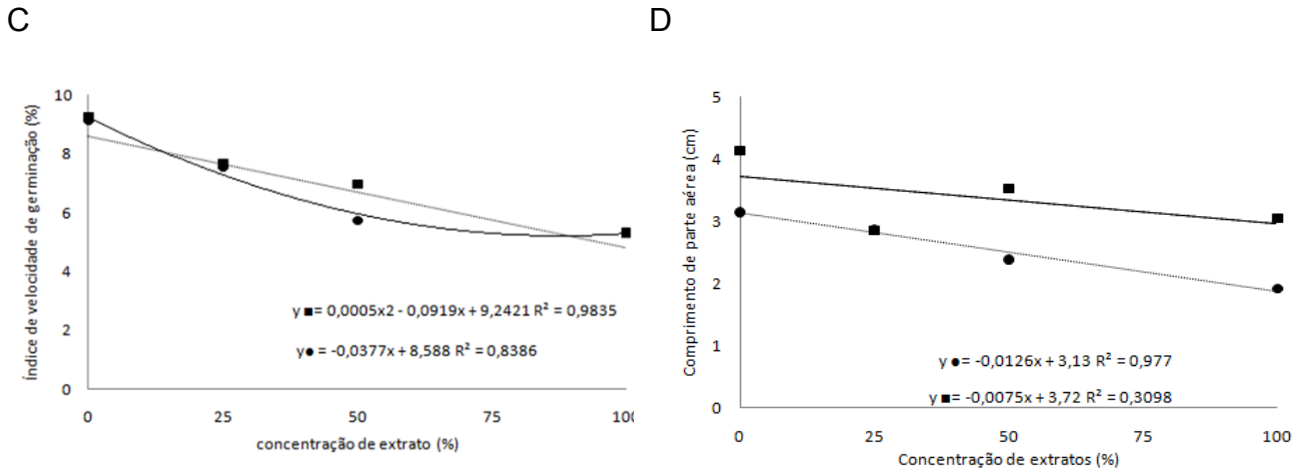 C
D
Índice de velocidade de germinação (%)
10
8
6
4
2
0
y ■= 0,0005x2 - 0,0919x + 9,2421 R² = 0,9835
y● = -0,0377x + 8,588 R² = 0,8386
0 25 50 75 100
concentração de extrato (%)
Comprimento de parte aérea (cm)
5
4
3
2
1
0
y ●= -0,0126x + 3,13 R² = 0,977
y ■= -0,0075x + 3,72 R² = 0,3098
0 25 50 75 100
Concentração de extratos (%)